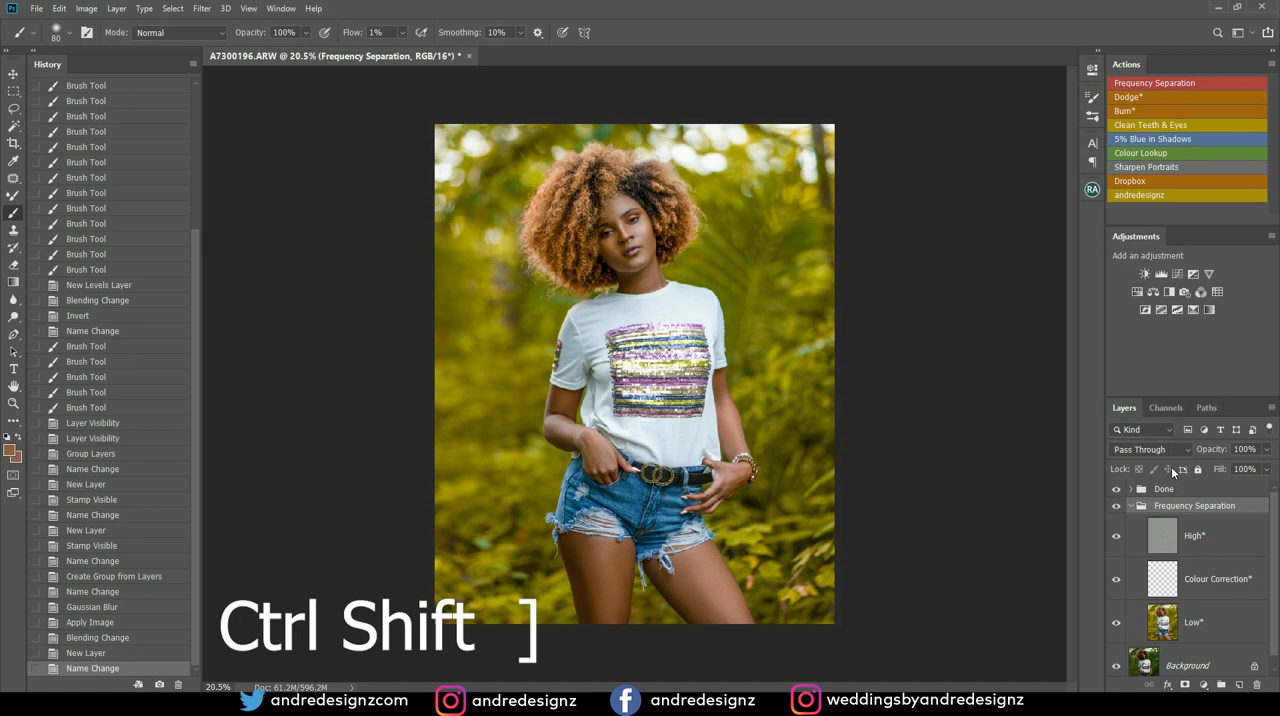 File Edit Image Layer Type Select Filter 3D View Window Help
80 Mode: Normal Opacity: 100% Flow: 1% Smoothing: 10%
A7300196.ARW @ 20.5% (Frequency Separation, RGB/16*) * ×
History
Brush Tool
Brush Tool
Brush Tool
Brush Tool
Brush Tool
Brush Tool
Brush Tool
Brush Tool
Brush Tool
Brush Tool
Brush Tool
Brush Tool
Brush Tool
New Levels Layer
Blending Change
Invert
Name Change
Brush Tool
Brush Tool
Brush Tool
Brush Tool
Brush Tool
Layer Visibility
Layer Visibility
Group Layers
Name Change
New Layer
Stamp Visible
Name Change
New Layer
Stamp Visible
Name Change
Create Group from Layers
Name Change
Gaussian Blur
Apply Image
Blending Change
New Layer
Name Change
Ctrl Shift ]
20.5% Doc: 61.2M/596.2M
Actions
Frequency Separation
Dodge*
Burn*
Clean Teeth & Eyes
5% Blue in Shadows
Colour Lookup
Sharpen Portraits
Dropbox
andredesignz
RA
Adjustments
Add an adjustment
Layers Channels Paths
Kind
Pass Through Opacity: 100%
Lock: Fill: 100%
Done
Frequency Separation
High*
Colour Correction*
Low*
Background
andredesignzcom andredesignz andredesignz weddingsbyandredesignz